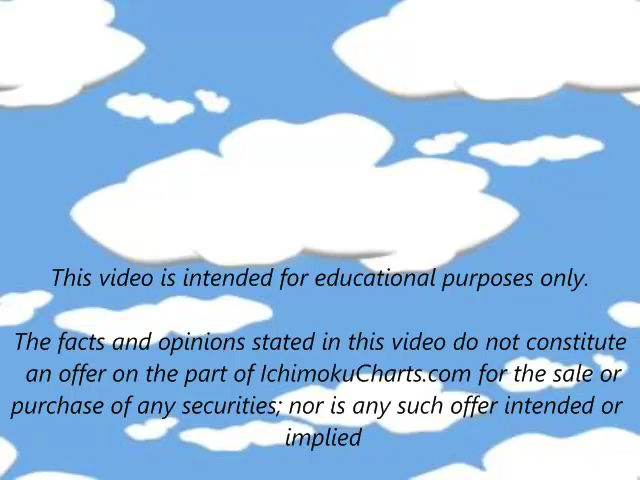 This video is intended for educational purposes only.
The facts and opinions stated in this video do not constitute
an offer on the part of IchimokuCharts.com for the sale or
purchase of any securities; nor is any such offer intended or
implied